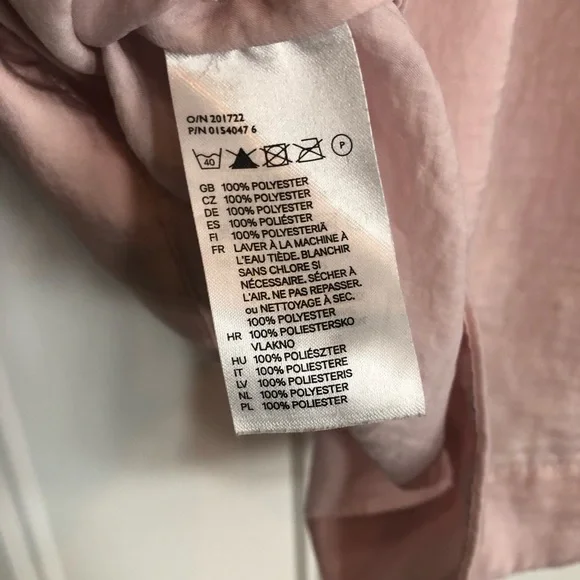 O/N 201722
P/N 0154047 6
40 P
GB 100% POLYESTER
CZ 100% POLYESTER
DE 100% POLYESTER
ES 100% POLIÉSTER
FI 100% POLYESTERIÄ
FR LAVER À LA MACHINE À
L'EAU TIÈDE. BLANCHIR
SANS CHLORE SI
NÉCESSAIRE. SÉCHER À
L'AIR. NE PAS REPASSER.
ou NETTOYAGE À SEC.
100% POLYESTER
HR 100% POLIESTERSKO
VLAKNO
HU 100% POLIÉSZTER
IT 100% POLIESTERE
LV 100% POLIESTERIS
NL 100% POLYESTER
PL 100% POLIESTER